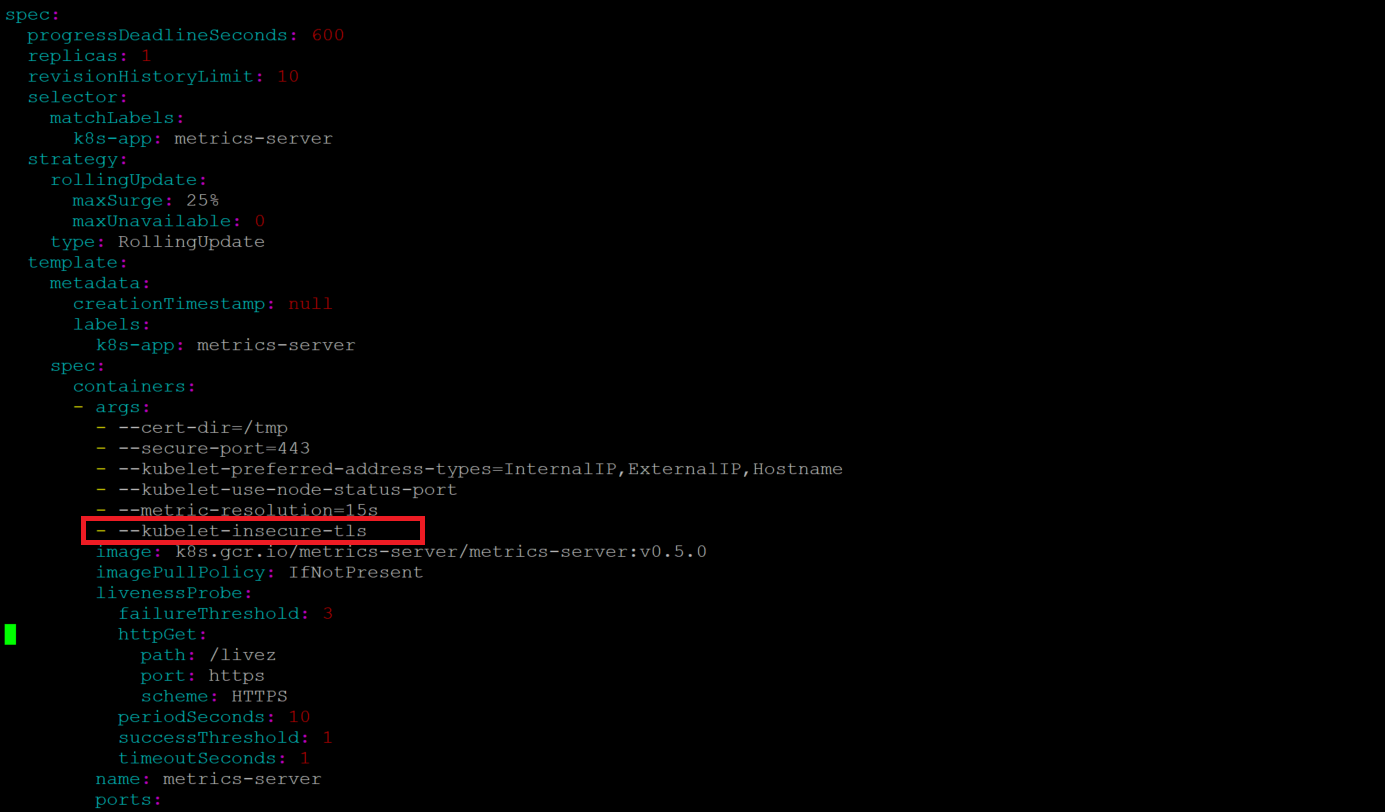 spec:
  progressDeadlineSeconds: 600
  replicas: 1
  revisionHistoryLimit: 10
  selector:
    matchLabels:
      k8s-app: metrics-server
  strategy:
    rollingUpdate:
      maxSurge: 25%
      maxUnavailable: 0
    type: RollingUpdate
  template:
    metadata:
      creationTimestamp: null
      labels:
        k8s-app: metrics-server
    spec:
      containers:
      - args:
        - --cert-dir=/tmp
        - --secure-port=443
        - --kubelet-preferred-address-types=InternalIP,ExternalIP,Hostname
        - --kubelet-use-node-status-port
        - --metric-resolution=15s
        - --kubelet-insecure-tls
        image: k8s.gcr.io/metrics-server/metrics-server:v0.5.0
        imagePullPolicy: IfNotPresent
        livenessProbe:
          failureThreshold: 3
          httpGet:
            path: /livez
            port: https
            scheme: HTTPS
          periodSeconds: 10
          successThreshold: 1
          timeoutSeconds: 1
        name: metrics-server
        ports: